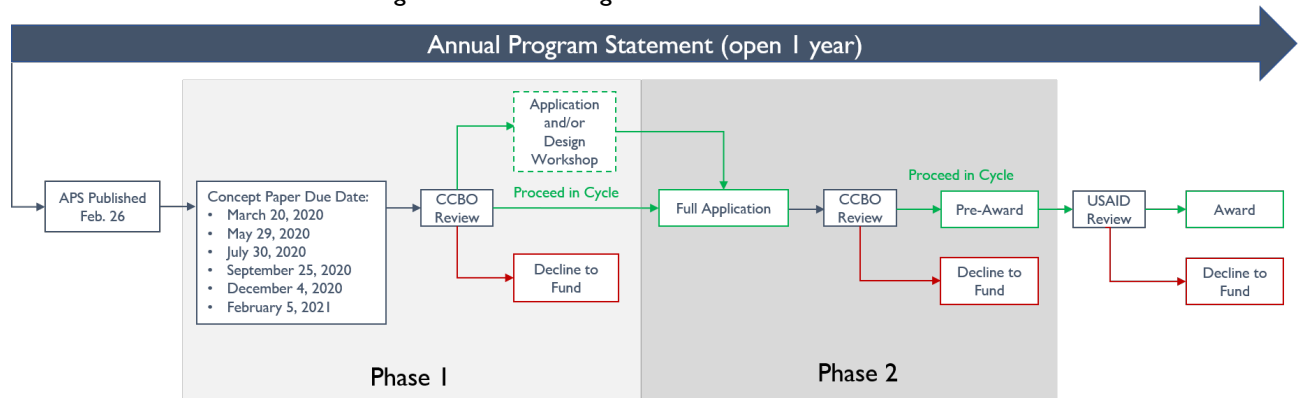 Annual Program Statement (open 1 year)
Application
and/or
Design
Workshop
APS Published
Feb. 26
Concept Paper Due Date:
• March 20, 2020
• May 29, 2020
• July 30, 2020
• September 25, 2020
• December 4, 2020
• February 5, 2021
CCBO
Review
Proceed in Cycle
Decline to
Fund
Phase 1
Full Application
CCBO
Review
Proceed in Cycle
Pre-Award
Decline to
Fund
Phase 2
USAID
Review
Award
Decline to
Fund